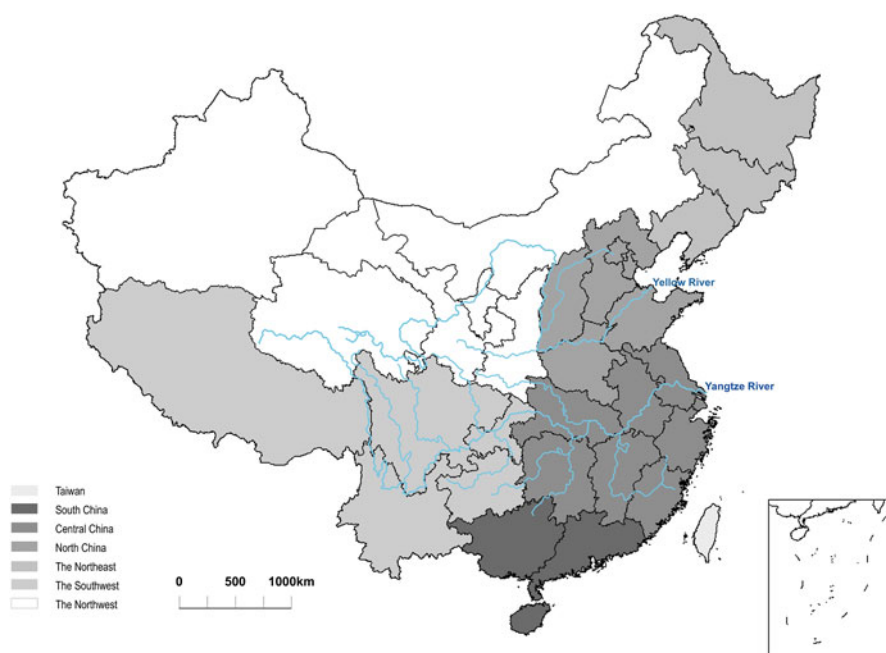 Yellow River
Yangtze River
Taiwan
South China
Central China
North China
The Northeast
The Southwest
The Northwest
0 500 1000km